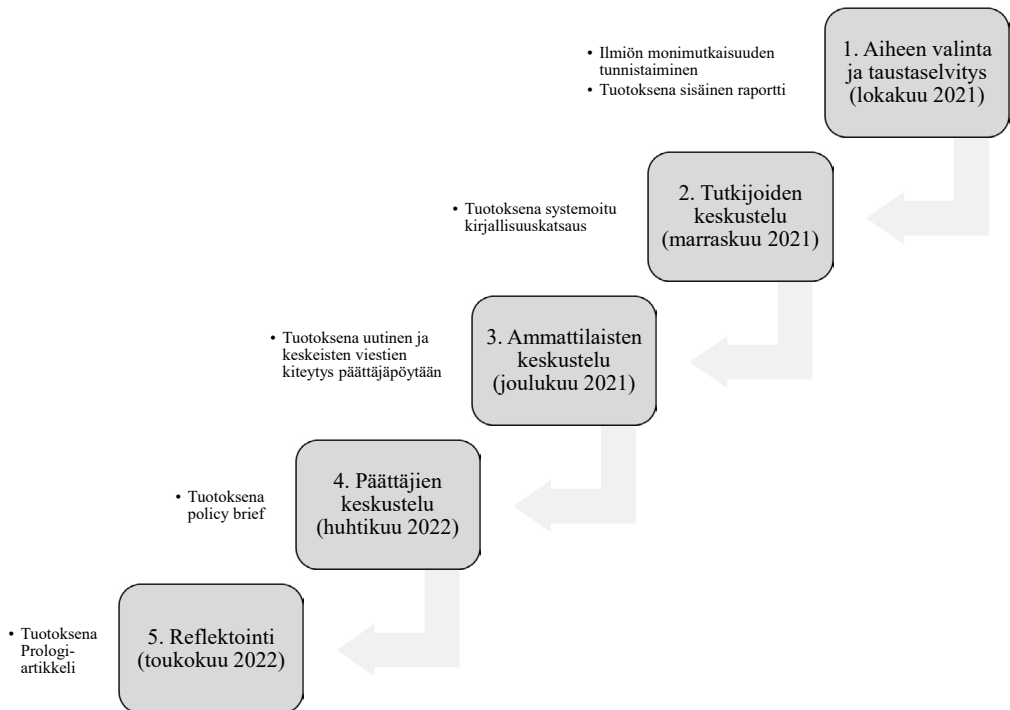 1. Aiheen valinta
ja taustaselvitys
(lokakuu 2021)
• Ilmiön monimutkaisuuden
tunnistaiminen
• Tuotoksena sisäinen raportti
2. Tutkijoiden
keskustelu
(marraskuu 2021)
• Tuotoksena systemoitu
kirjallisuuskatsaus
3. Ammattilaisten
keskustelu
(joulukuu 2021)
• Tuotoksena uutinen ja
keskeisten viestien
kiteytys päättäjäpöytään
4. Päättäjien
keskustelu
(huhtikuu 2022)
• Tuotoksena
policy brief
5. Reflektointi
(toukokuu 2022)
• Tuotoksena
Prologi-
artikkeli